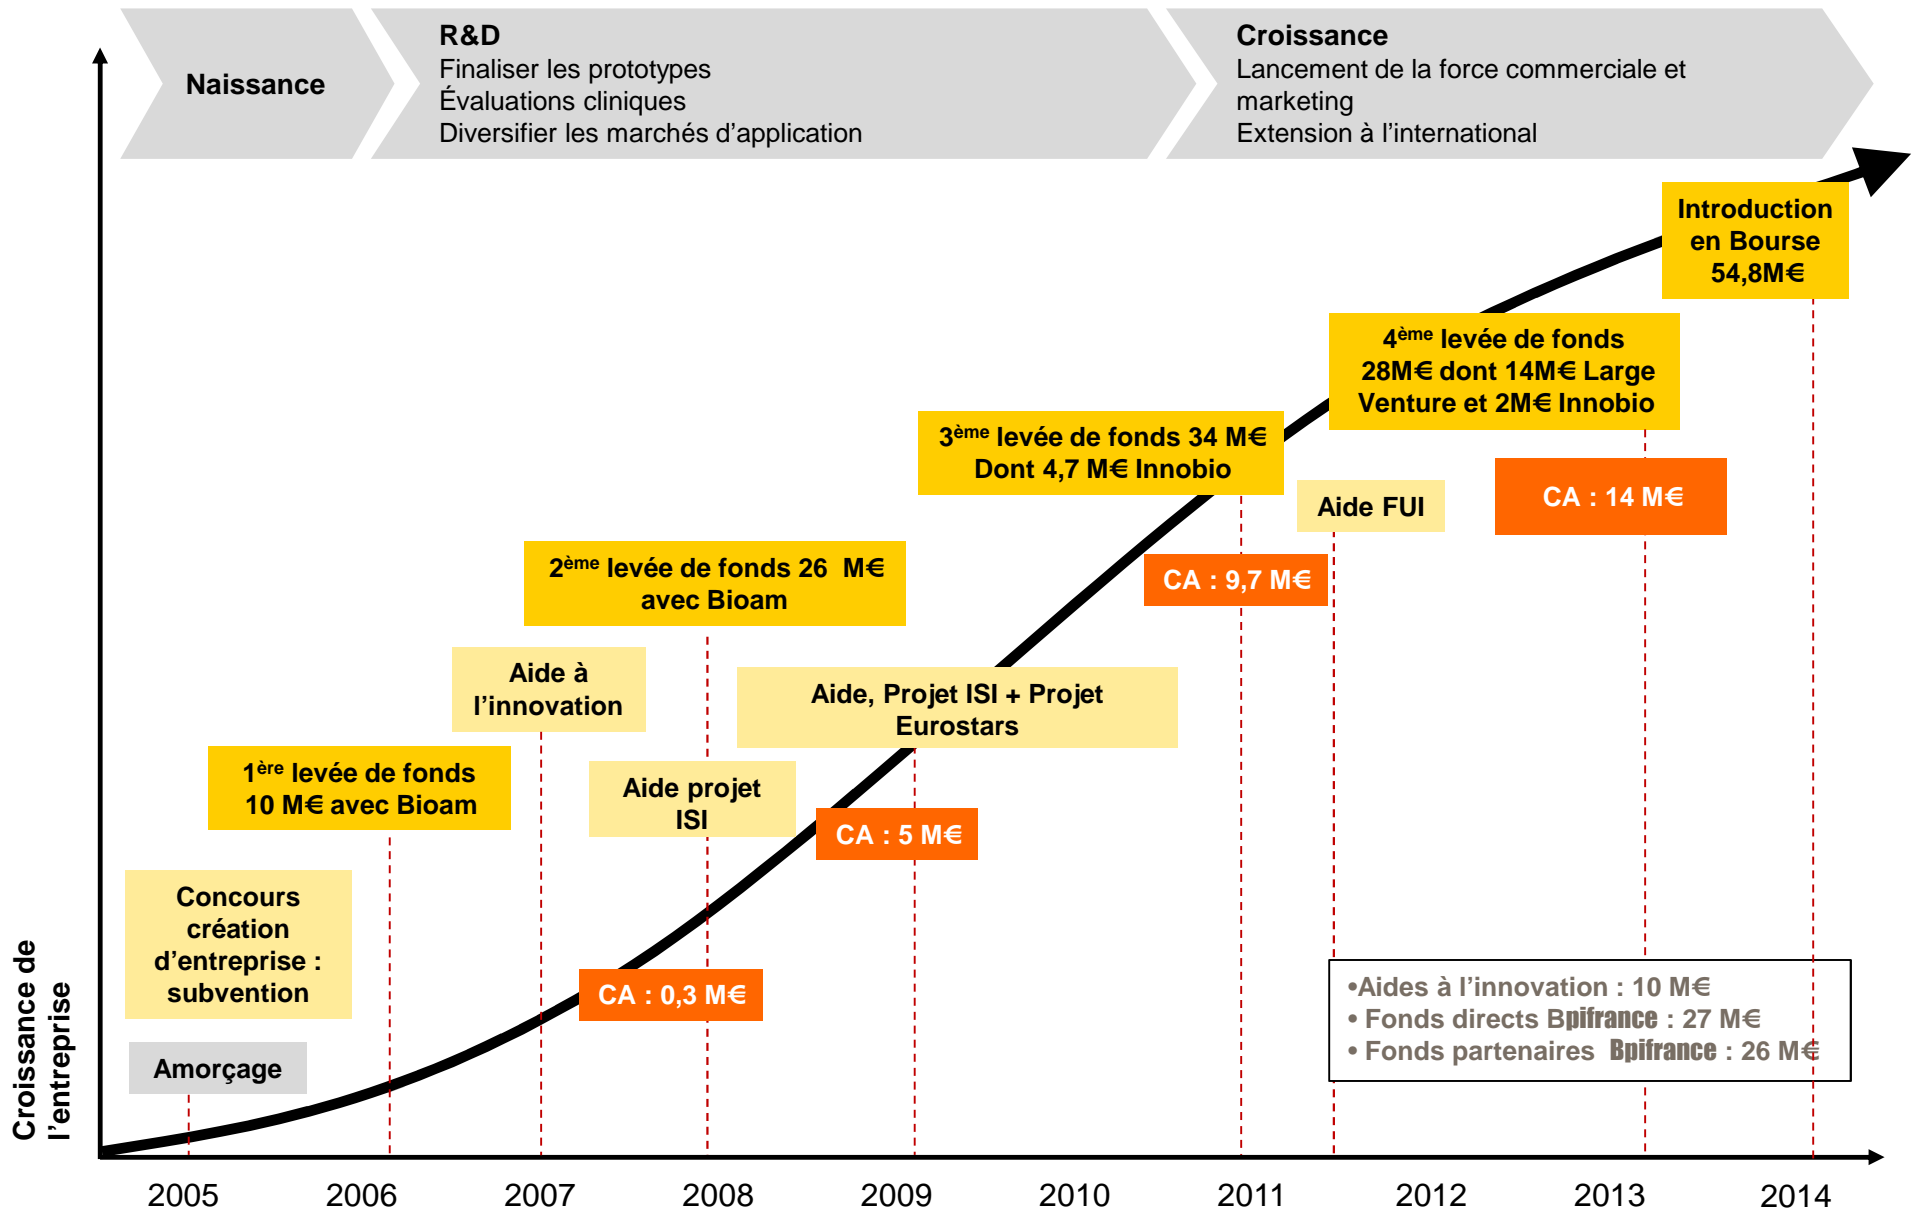 Naissance
R&D
Finaliser les prototypes
Évaluations cliniques
Diversifier les marchés d’application
Croissance
Lancement de la force commerciale et
marketing
Extension à l’international
Introduction
en Bourse
54,8M€
4ème levée de fonds
28M€ dont 14M€ Large
Venture et 2M€ Innobio
3ème levée de fonds 34 M€
Dont 4,7 M€ Innobio
Aide FUI
CA : 14 M€
2ème levée de fonds 26 M€
avec Bioam
CA : 9,7 M€
Aide à
l’innovation
Aide, Projet ISI + Projet
Eurostars
1ère levée de fonds
10 M€ avec Bioam
Aide projet
ISI
CA : 5 M€
Concours
création
d’entreprise :
subvention
CA : 0,3 M€
•Aides à l’innovation : 10 M€
• Fonds directs Bpifrance : 27 M€
• Fonds partenaires Bpifrance : 26 M€
Amorçage
Croissance de
l’entreprise
2005 2006 2007 2008 2009 2010 2011 2012 2013 2014